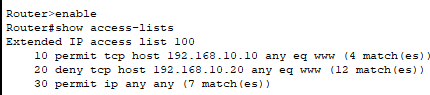 Router>enable
Router#show access-lists
Extended IP access list 100
10 permit tcp host 192.168.10.10 any eq www (4 match(es))
20 deny tcp host 192.168.10.20 any eq www (12 match(es))
30 permit ip any any (7 match(es))